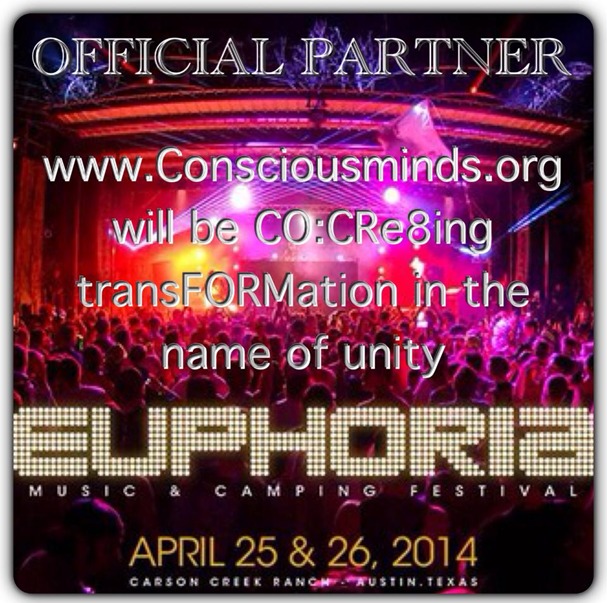 OFFICIAL PARTNER
www.Consciousminds.org
will be CO:CRe8ing
transFORMation in the
name of unity
EUPHORIa
MUSIC & CAMPING FESTIVAL
APRIL 25 & 26, 2014
CARSON CREEK RANCH - AUSTIN.TEXAS